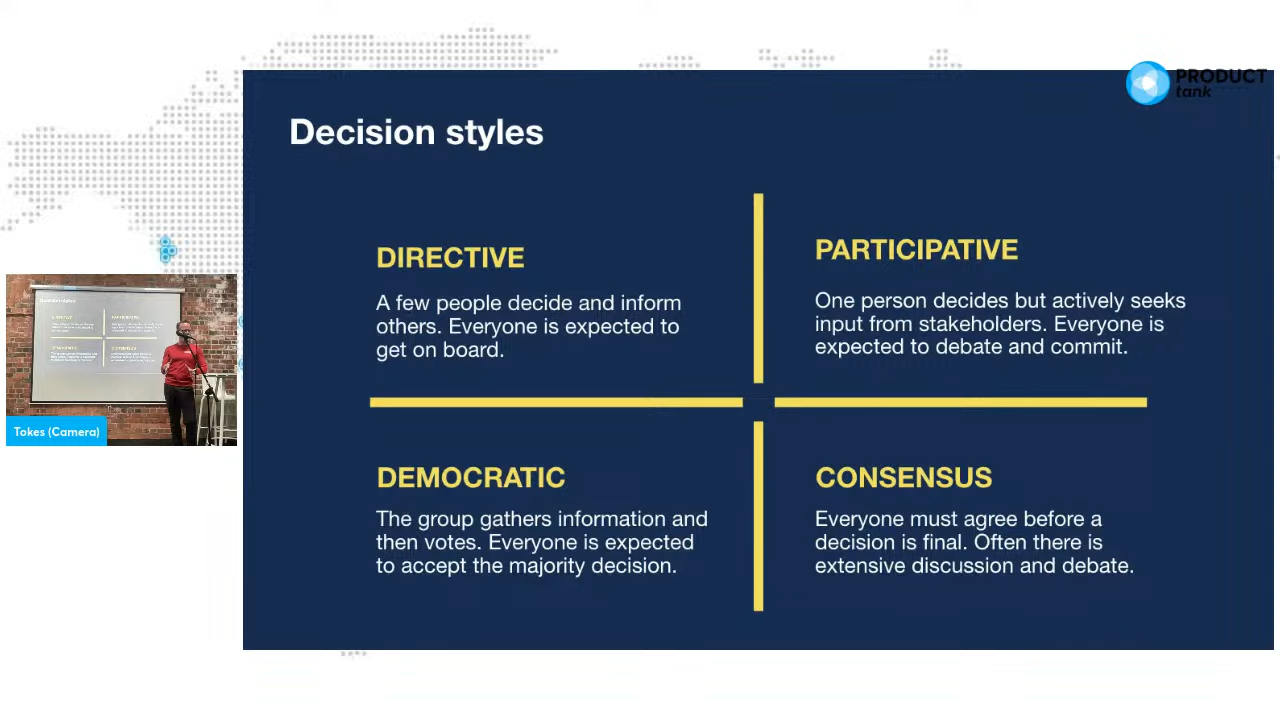 PRODUCT
tank
Decision styles
DIRECTIVE
A few people decide and inform
others. Everyone is expected to
get on board.
PARTICIPATIVE
One person decides but actively seeks
input from stakeholders. Everyone is
expected to debate and commit.
DEMOCRATIC
The group gathers information and
then votes. Everyone is expected
to accept the majority decision.
CONSENSUS
Everyone must agree before a
decision is final. Often there is
extensive discussion and debate.
Decision styles
Tokes (Camera)